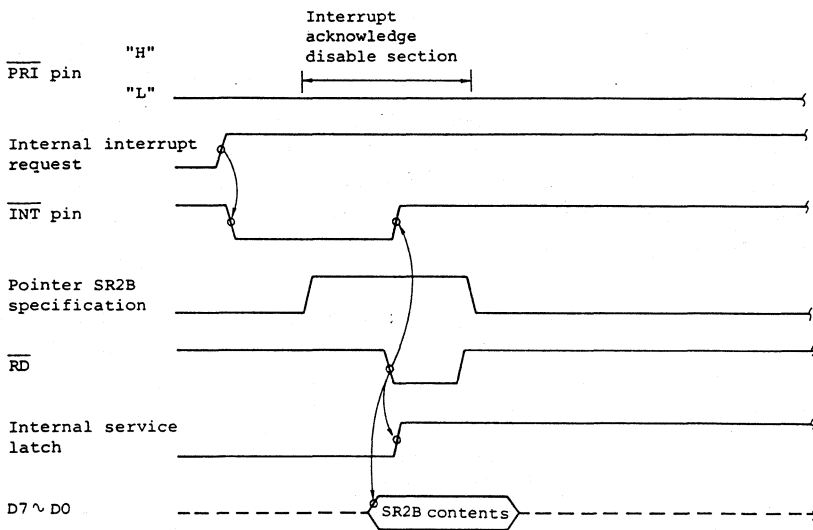 Interrupt
acknowledge
disable section
"H"
PRI pin
"L"
Internal interrupt
request
INT pin
Pointer SR2B
specification
RD
Internal service
latch
D7 ~ D0
SR2B contents